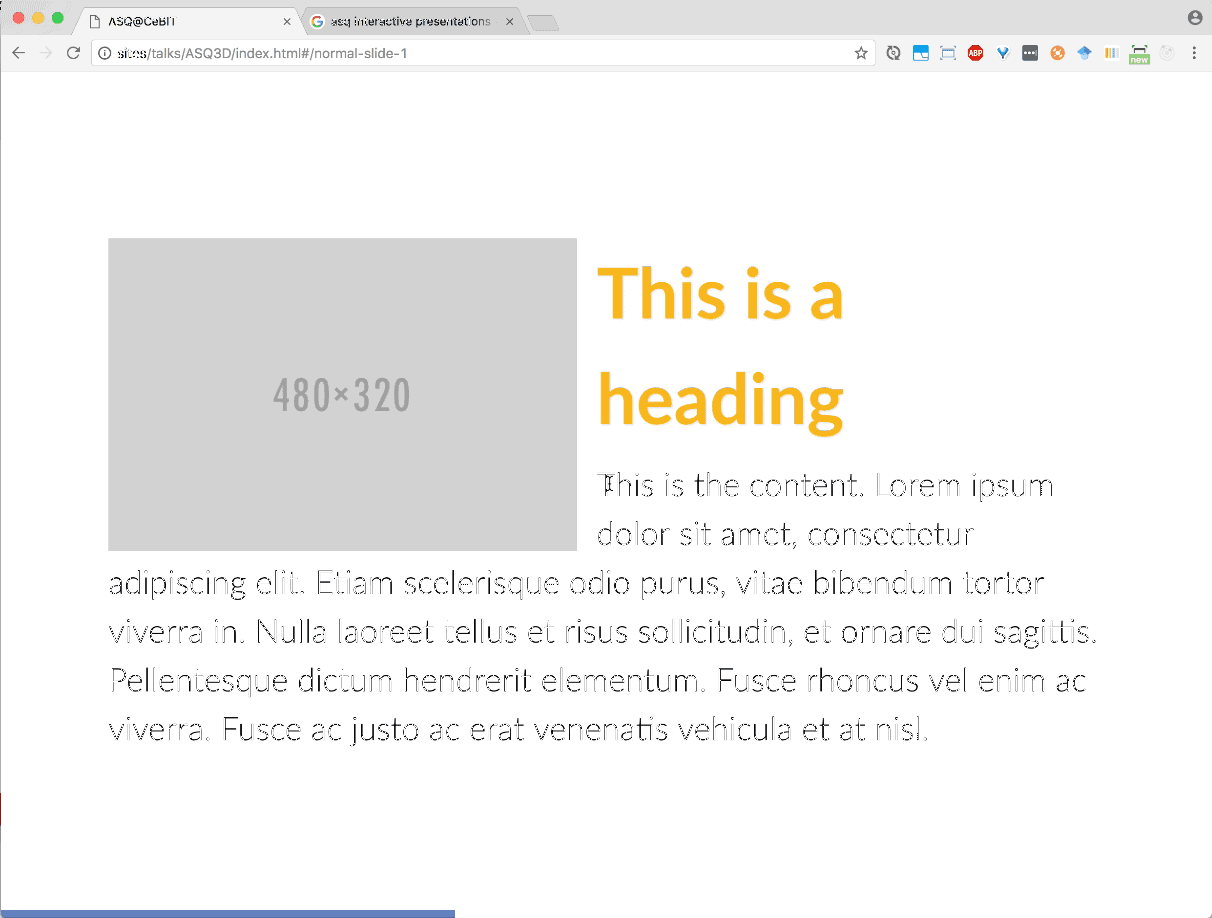 ASQ@CeBIT
asq interactive presentations
sites/talks/ASQ3D/index.html#/normal-slide-1
ABP
new
480×320
This is a
heading
This is the content. Lorem ipsum
dolor sit amet, consectetur
adipiscing elit. Etiam scelerisque odio purus, vitae bibendum tortor
viverra in. Nulla laoreet tellus et risus sollicitudin, et ornare dui sagittis.
Pellentesque dictum hendrerit elementum. Fusce rhoncus vel enim ac
viverra. Fusce ac justo ac erat venenatis vehicula et at nisl.